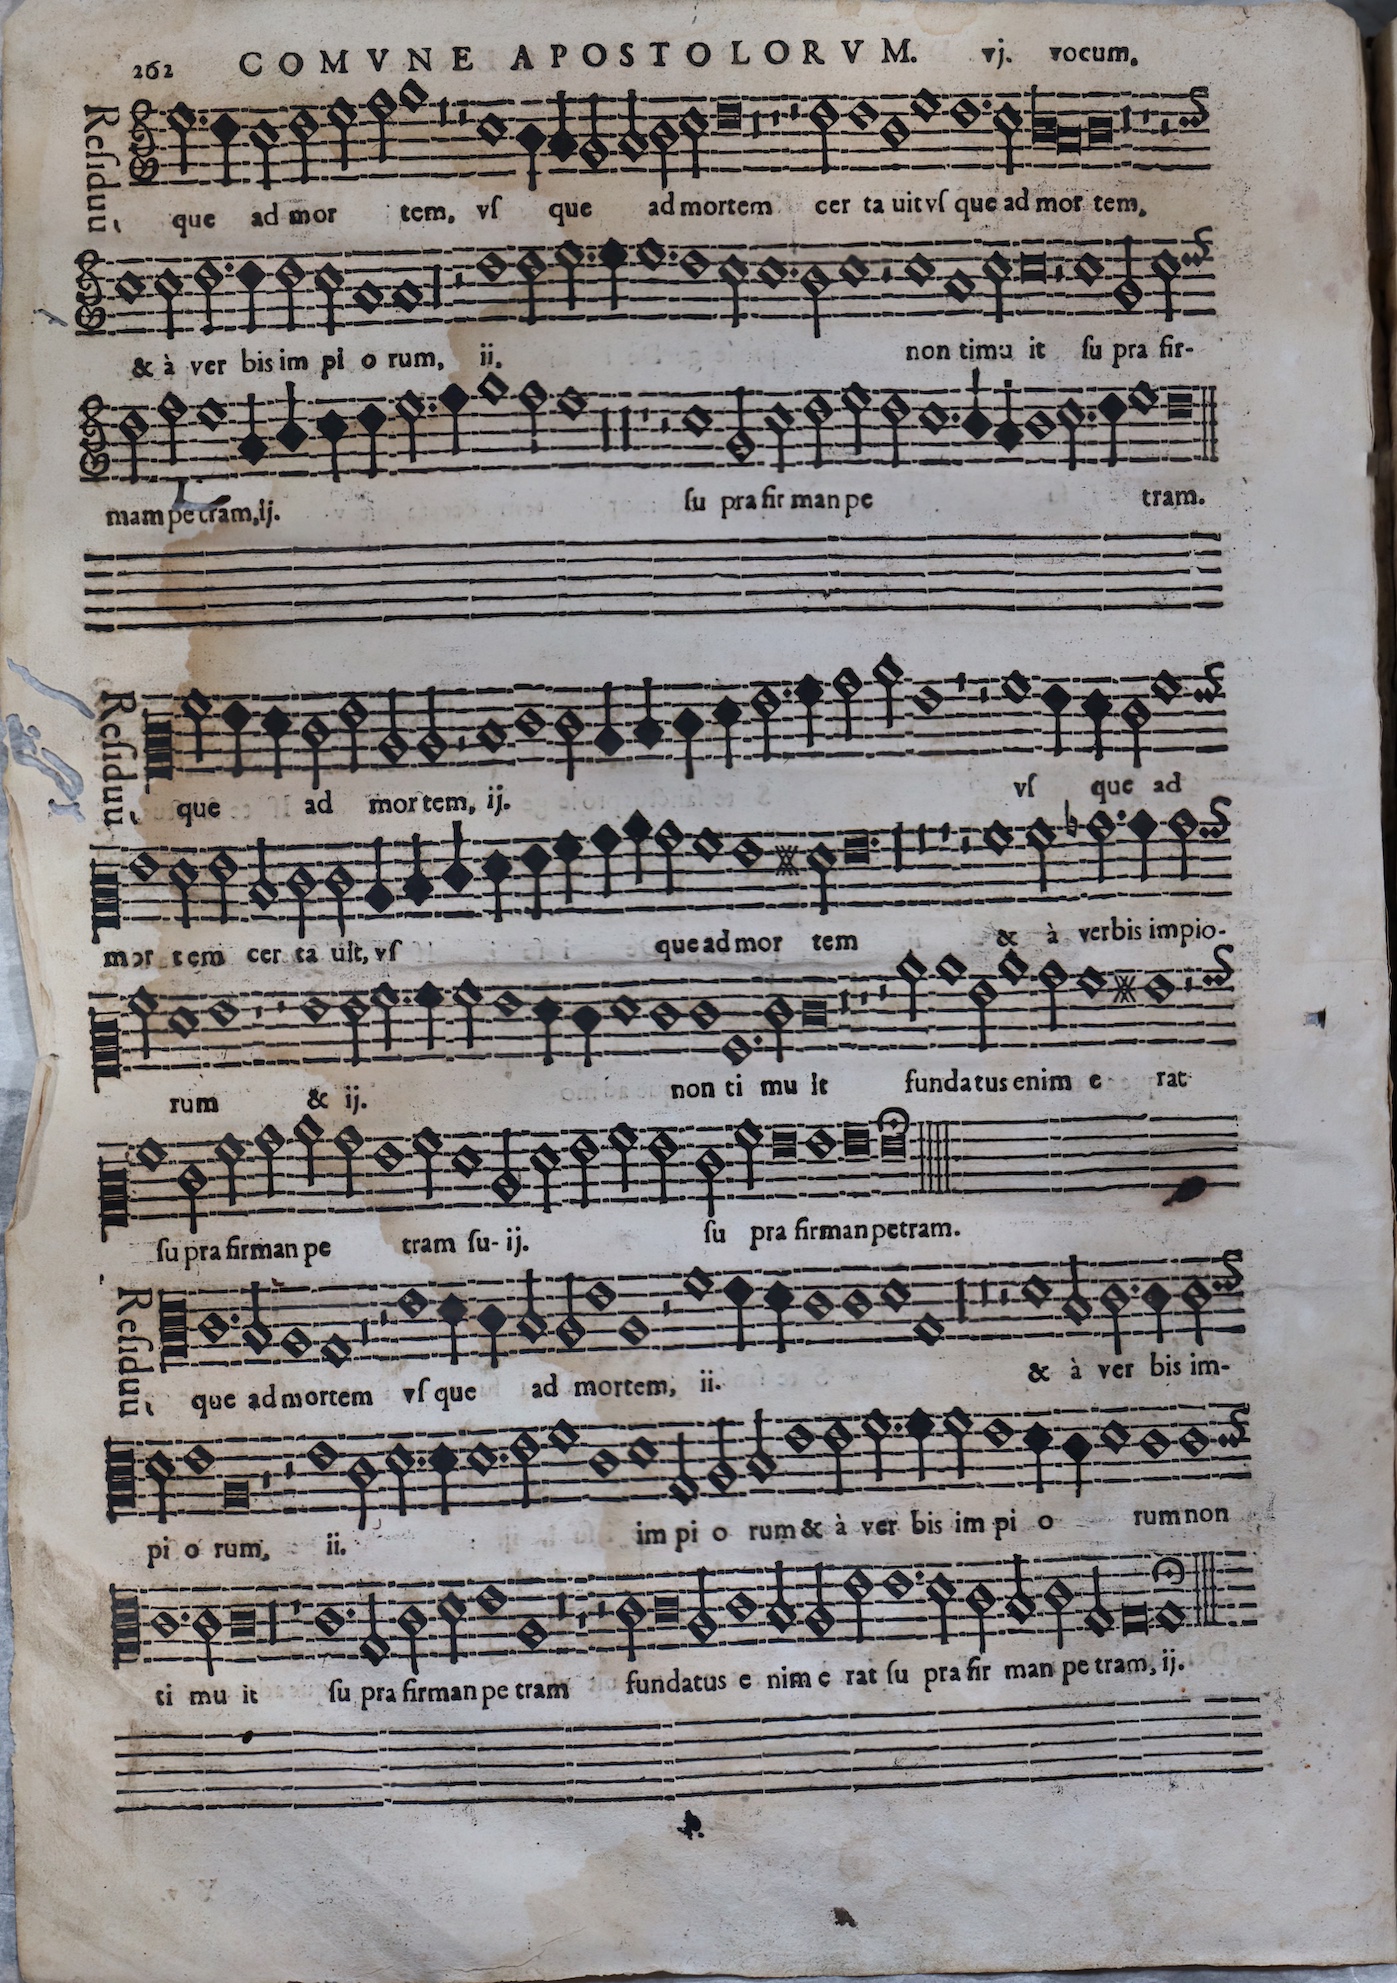 262 COMVNE APOSTOLORVM. vj. vocum.
Reſiduũ
que ad mor tem, vſ que ad mortem cer ta uit vſ que ad mor tem,
& à ver bis im pi o rum, ii. non timu it ſu pra fir-
mam pe tram, ij. ſu pra fir man pe tram.
Reſiduũ
que ad mor tem, ij. vſ que ad
mor tem cer ta uit, vſ que ad mor tem & à verbis impio-
rum & ij. non ti mu it fundatus enim e rat
ſu pra firman pe tram ſu- ij. ſu pra firman petram.
Reſiduũ
que ad mortem vſ que ad mortem, ii. & à ver bis im-
pi o rum, ii. im pi o rum & à ver bis im pi o rum non
ti mu it ſu pra firman pe tram fundatus e nim e rat ſu pra fir man pe tram, ij.